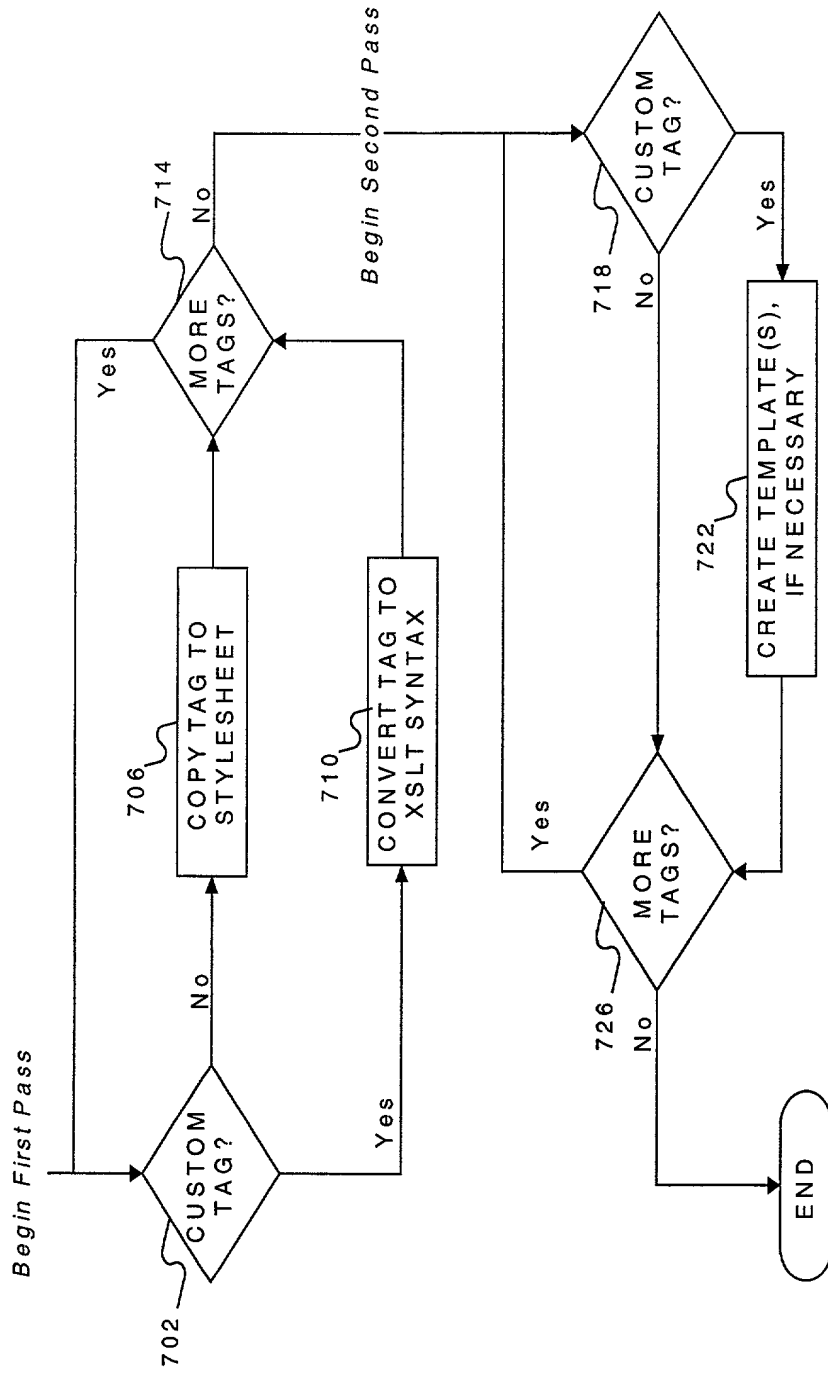 Begin First Pass
702
CUSTOM
TAG?
No
Yes
706
COPY TAG TO
STYLESHEET
710
CONVERT TAG TO
XSLT SYNTAX
714
MORE
TAGS?
Yes
No
Begin Second Pass
718
CUSTOM
TAG?
No
Yes
722
CREATE TEMPLATE(S),
IF NECESSARY
726
MORE
TAGS?
Yes
No
END